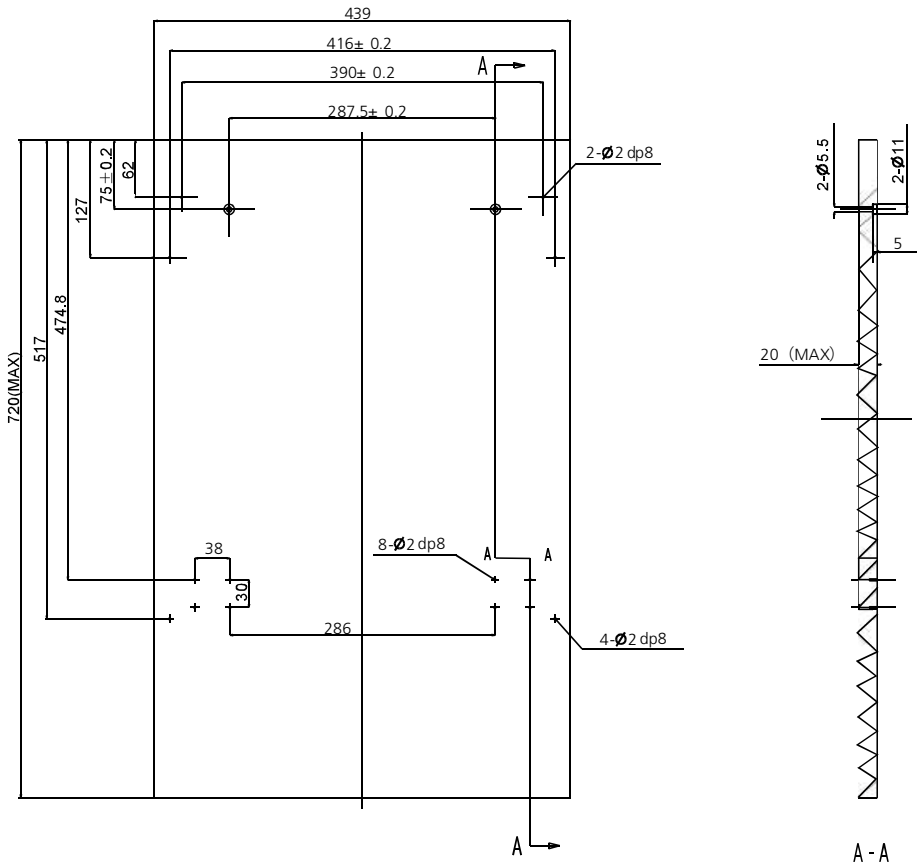 439
416± 0.2
A
390± 0.2
287.5± 0.2
2-Ø2 dp8
62
75±0.2
127
474.8
517
720(MAX)
2-Ø5.5
2-Ø11
5
20（MAX）
38
8-Ø2 dp8
A
A
30
286
4-Ø2 dp8
A
A - A